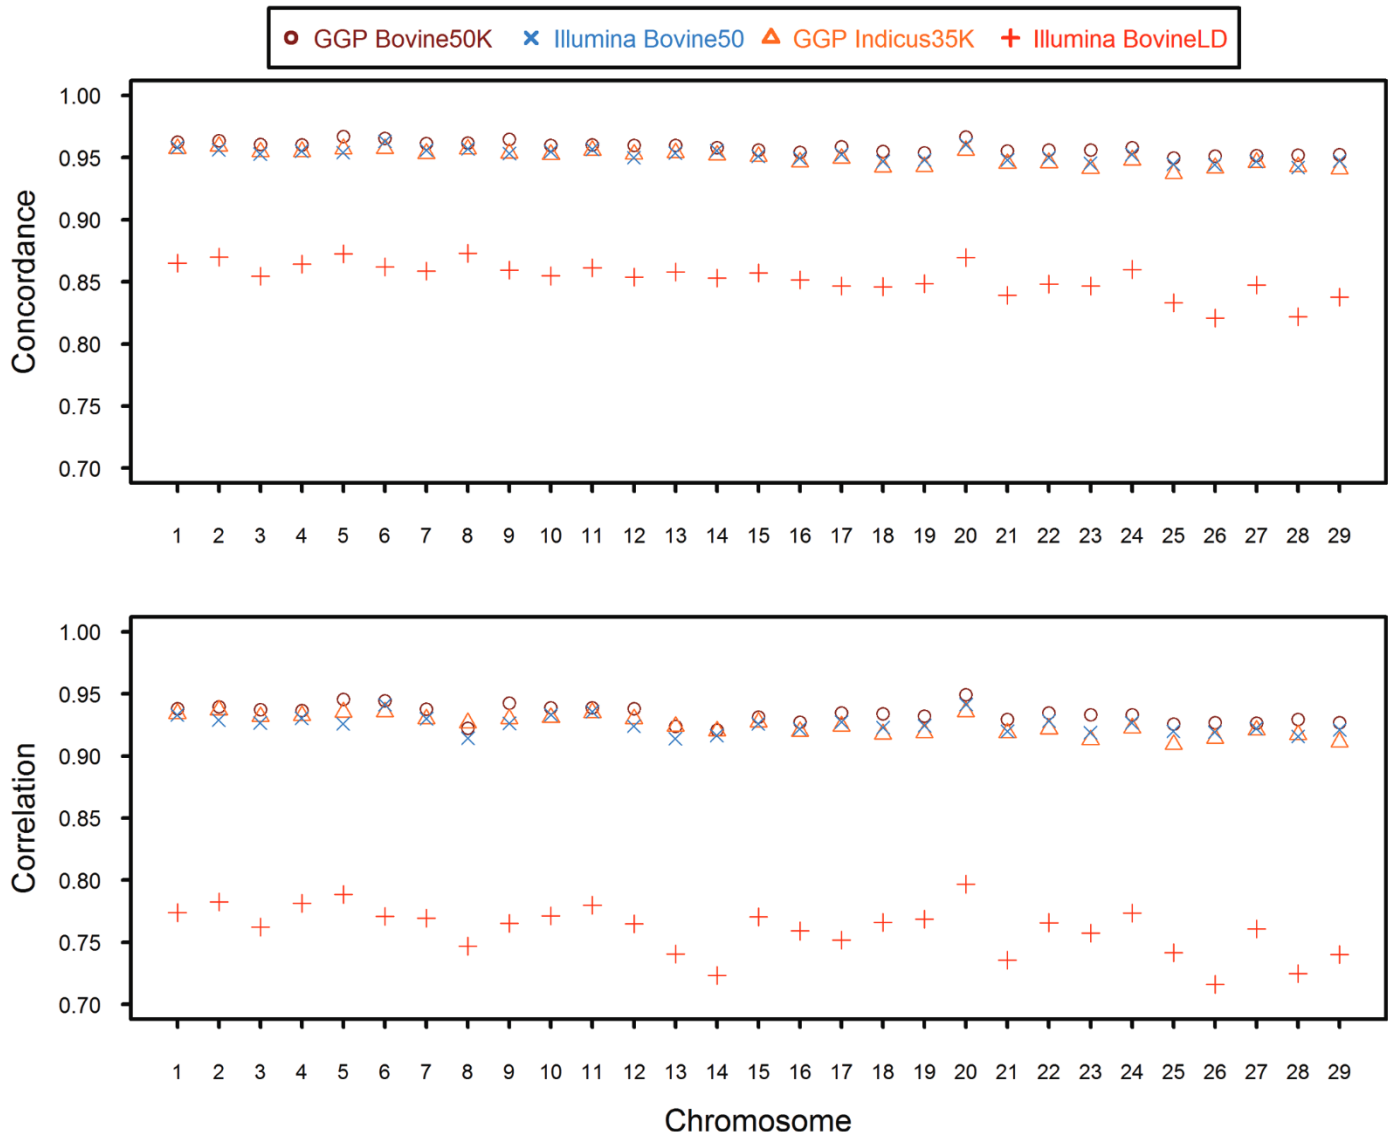 GGP Bovine50K Illumina Bovine50 GGP Indicus35K Illumina BovineLD
Concordance
1.00
0.95
0.90
0.85
0.80
0.75
0.70
1 2 3 4 5 6 7 8 9 10 11 12 13 14 15 16 17 18 19 20 21 22 23 24 25 26 27 28 29
Correlation
1.00
0.95
0.90
0.85
0.80
0.75
0.70
1 2 3 4 5 6 7 8 9 10 11 12 13 14 15 16 17 18 19 20 21 22 23 24 25 26 27 28 29
Chromosome